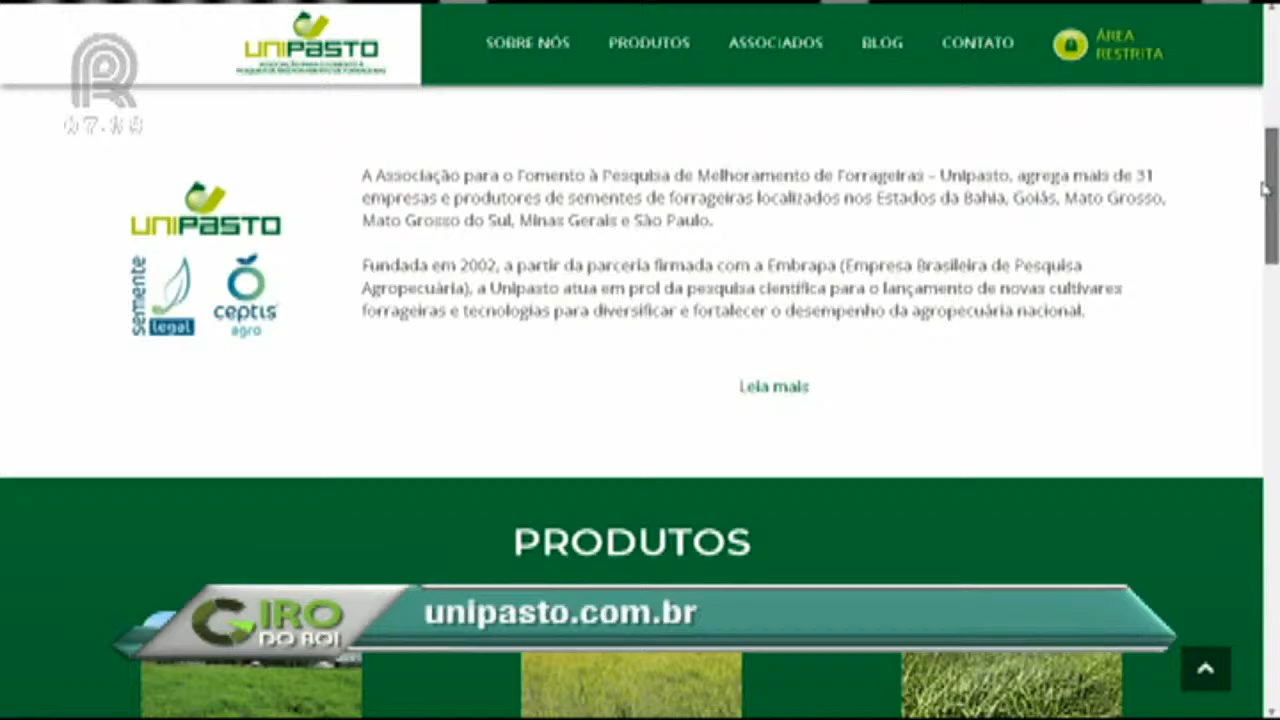 UNIPASTO
SOBRE NÓS
PRODUTOS
ASSOCIADOS
BLOG
CONTATO
ÁREA
RESTRITA
A Associação para o Fomento à Pesquisa de Melhoramento de Forrageiras – Unipasto, agrega mais de 31
empresas e produtores de sementes de forrageiras localizados nos Estados da Bahia, Goiás, Mato Grosso,
Mato Grosso do Sul, Minas Gerais e São Paulo.
UNIPASTO
semente
legal
ceptis
agro
Fundada em 2002, a partir da parceria firmada com a Embrapa (Empresa Brasileira de Pesquisa
Agropecuária), a Unipasto atua em prol da pesquisa científica para o lançamento de novas cultivares
forrageiras e tecnologias para diversificar e fortalecer o desempenho da agropecuária nacional.
Leia mais
PRODUTOS
GIRO
DO BOI
unipasto.com.br